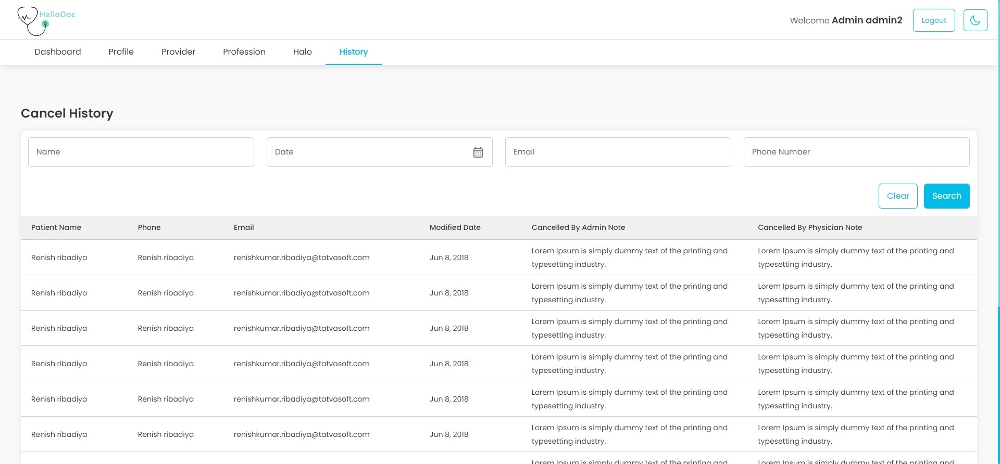 HalloDoc
Welcome Admin admin2
Logout
Dashboard Profile Provider Profession Halo History
Cancel History
Name Date Email Phone Number
Clear Search
Patient Name Phone Email Modified Date Cancelled By Admin Note Cancelled By Physician Note
Renish ribadiya Renish ribadiya renishkumar.ribadiya@tatvasoft.com Jun 8, 2018 Lorem Ipsum is simply dummy text of the printing and Lorem Ipsum is simply dummy text of the printing and
typesetting industry. typesetting industry.
Renish ribadiya Renish ribadiya renishkumar.ribadiya@tatvasoft.com Jun 8, 2018 Lorem Ipsum is simply dummy text of the printing and Lorem Ipsum is simply dummy text of the printing and
typesetting industry. typesetting industry.
Renish ribadiya Renish ribadiya renishkumar.ribadiya@tatvasoft.com Jun 8, 2018 Lorem Ipsum is simply dummy text of the printing and Lorem Ipsum is simply dummy text of the printing and
typesetting industry. typesetting industry.
Renish ribadiya Renish ribadiya renishkumar.ribadiya@tatvasoft.com Jun 8, 2018 Lorem Ipsum is simply dummy text of the printing and Lorem Ipsum is simply dummy text of the printing and
typesetting industry. typesetting industry.
Renish ribadiya Renish ribadiya renishkumar.ribadiya@tatvasoft.com Jun 8, 2018 Lorem Ipsum is simply dummy text of the printing and Lorem Ipsum is simply dummy text of the printing and
typesetting industry. typesetting industry.
Renish ribadiya Renish ribadiya renishkumar.ribadiya@tatvasoft.com Jun 8, 2018 Lorem Ipsum is simply dummy text of the printing and Lorem Ipsum is simply dummy text of the printing and
typesetting industry. typesetting industry.
Lorem Ipsum is simply dummy text of the printing and Lorem Ipsum is simply dummy text of the printing and